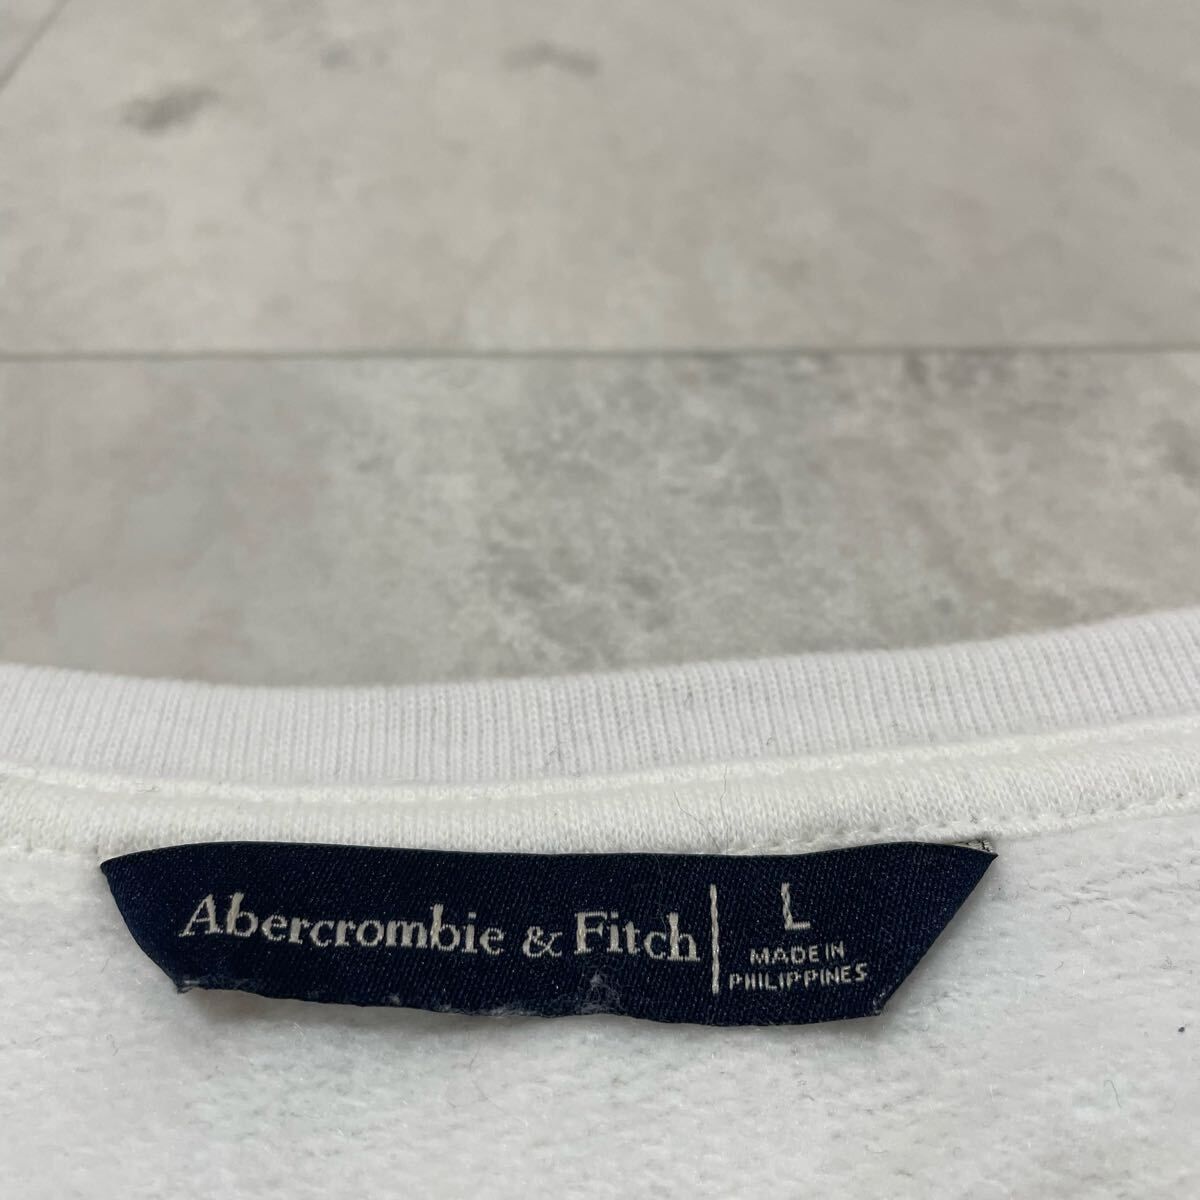 Abercrombie & Fitch
L
MADE IN
PHILIPPINES